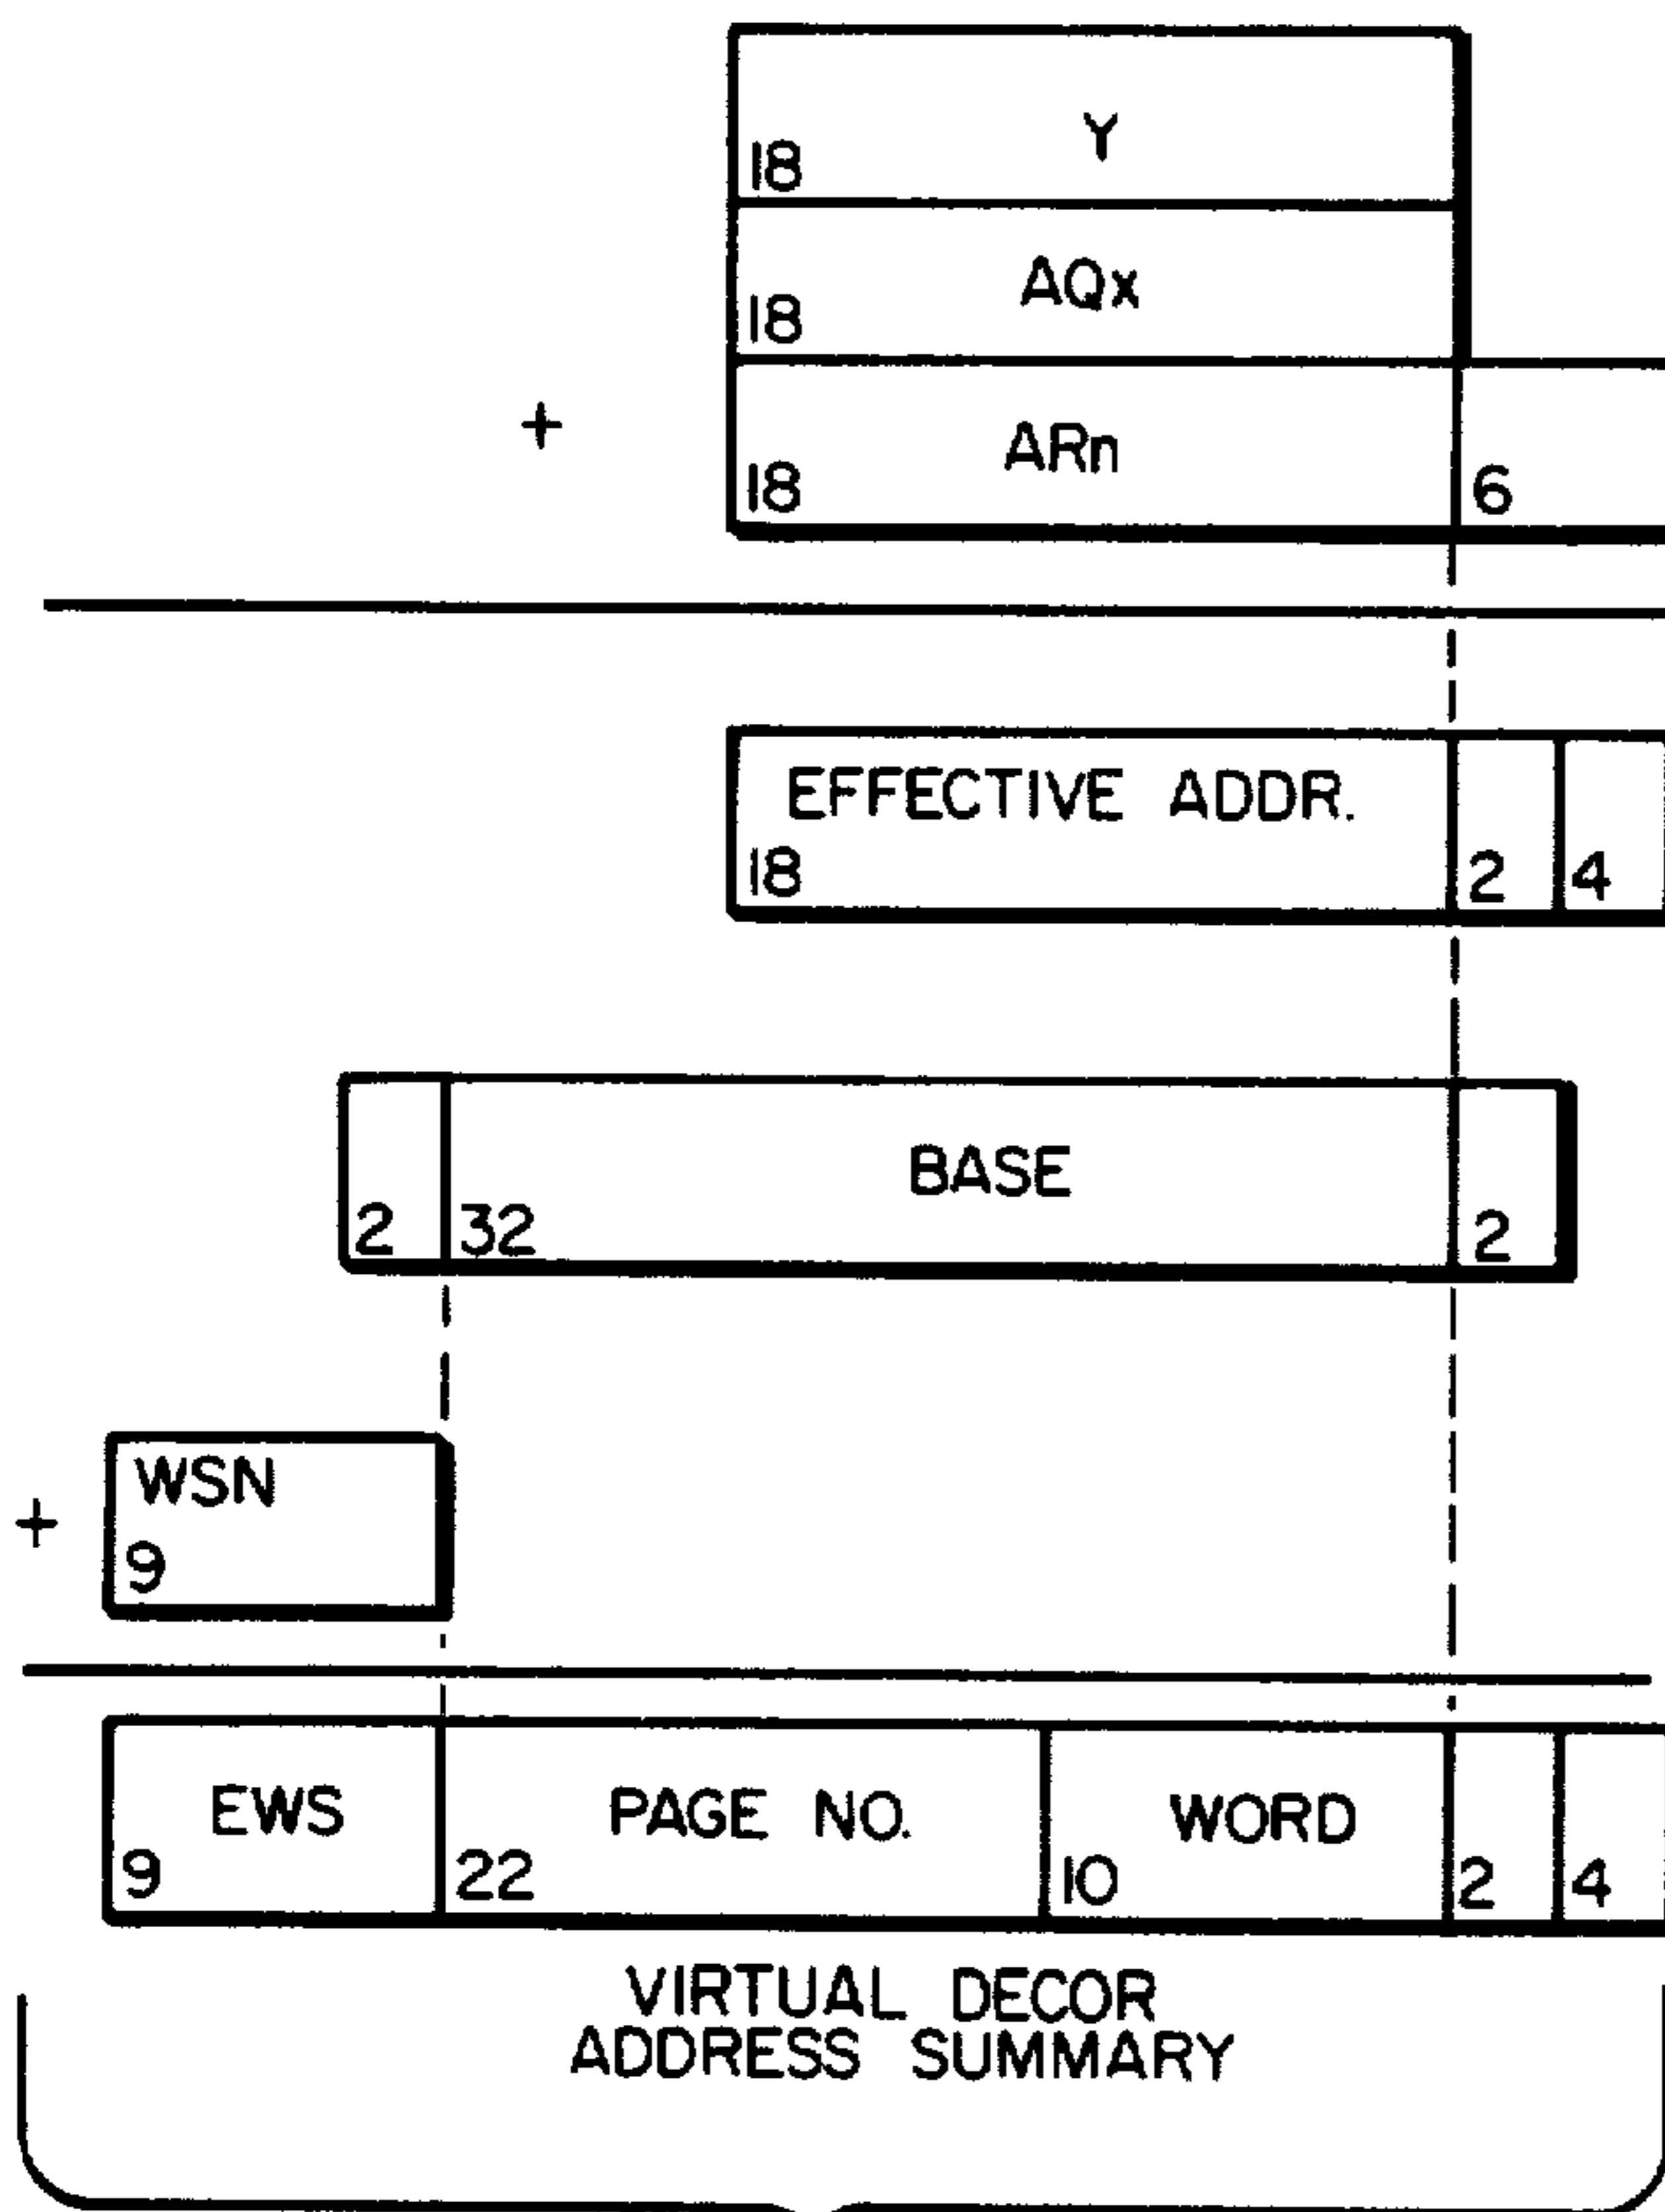 Y
18
AQx
18
+
ARn
18 6
EFFECTIVE ADDR.
18 2 4
BASE
2 32 2
WSN
+
9
EWS PAGE NO. WORD
9 22 10 2 4
VIRTUAL DECOR
ADDRESS SUMMARY